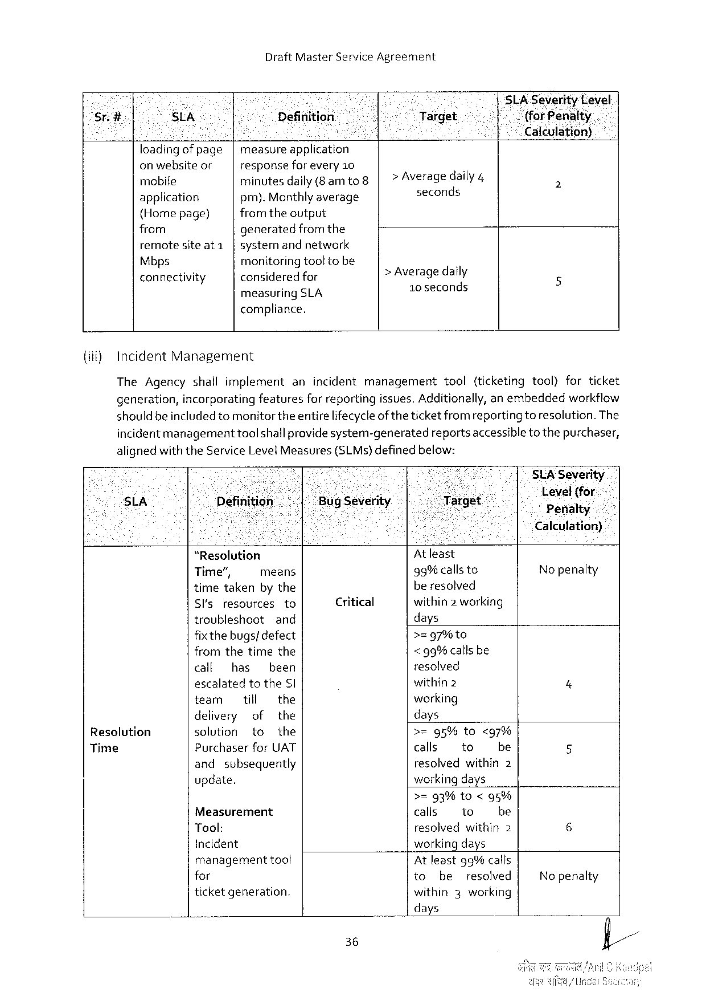 Draft Master Service Agreement
Sr. # SLA Definition Target SLA Severity Level
(for Penalty
Calculation)
loading of page
on website or
mobile
application
(Home page)
from
remote site at 1
Mbps
connectivity
measure application
response for every 10
minutes daily (8 am to 8
pm). Monthly average
from the output
generated from the
system and network
monitoring tool to be
considered for
measuring SLA
compliance.
> Average daily 4
seconds
2
> Average daily
10 seconds
5
(iii) Incident Management
The Agency shall implement an incident management tool (ticketing tool) for ticket
generation, incorporating features for reporting issues. Additionally, an embedded workflow
should be included to monitor the entire lifecycle of the ticket from reporting to resolution. The
incident management tool shall provide system-generated reports accessible to the purchaser,
aligned with the Service Level Measures (SLMs) defined below:
SLA Definition Bug Severity Target SLA Severity
Level (for
Penalty
Calculation)
Resolution
Time
"Resolution
Time", means
time taken by the
SI's resources to
troubleshoot and
fix the bugs/ defect
from the time the
call has been
escalated to the SI
team till the
delivery of the
solution to the
Purchaser for UAT
and subsequently
update.
Measurement
Tool:
Incident
management tool
for
ticket generation.
Critical
At least
99% calls to
be resolved
within 2 working
days
No penalty
>= 97% to
< 99% calls be
resolved
within 2
working
days
4
>= 95% to <97%
calls to be
resolved within 2
working days
5
>= 93% to < 95%
calls to be
resolved within 2
working days
6
At least 99% calls
to be resolved
within 3 working
days
No penalty
36
/Anil C Kandpal
अवर सचिव/Under Secretary